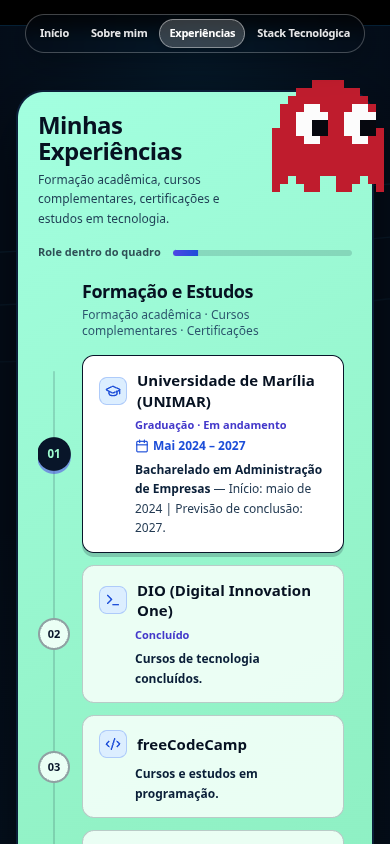 Início Sobre mim Experiências Stack Tecnológica
Minhas
Experiências
Formação acadêmica, cursos
complementares, certificações e
estudos em tecnologia.
Role dentro do quadro
Formação e Estudos
Formação acadêmica · Cursos
complementares · Certificações
01
Universidade de Marília
(UNIMAR)
Graduação · Em andamento
Mai 2024 – 2027
Bacharelado em Administração
de Empresas — Início: maio de
2024 | Previsão de conclusão:
2027.
02
DIO (Digital Innovation
One)
Concluído
Cursos de tecnologia
concluídos.
03
freeCodeCamp
Cursos e estudos em
programação.